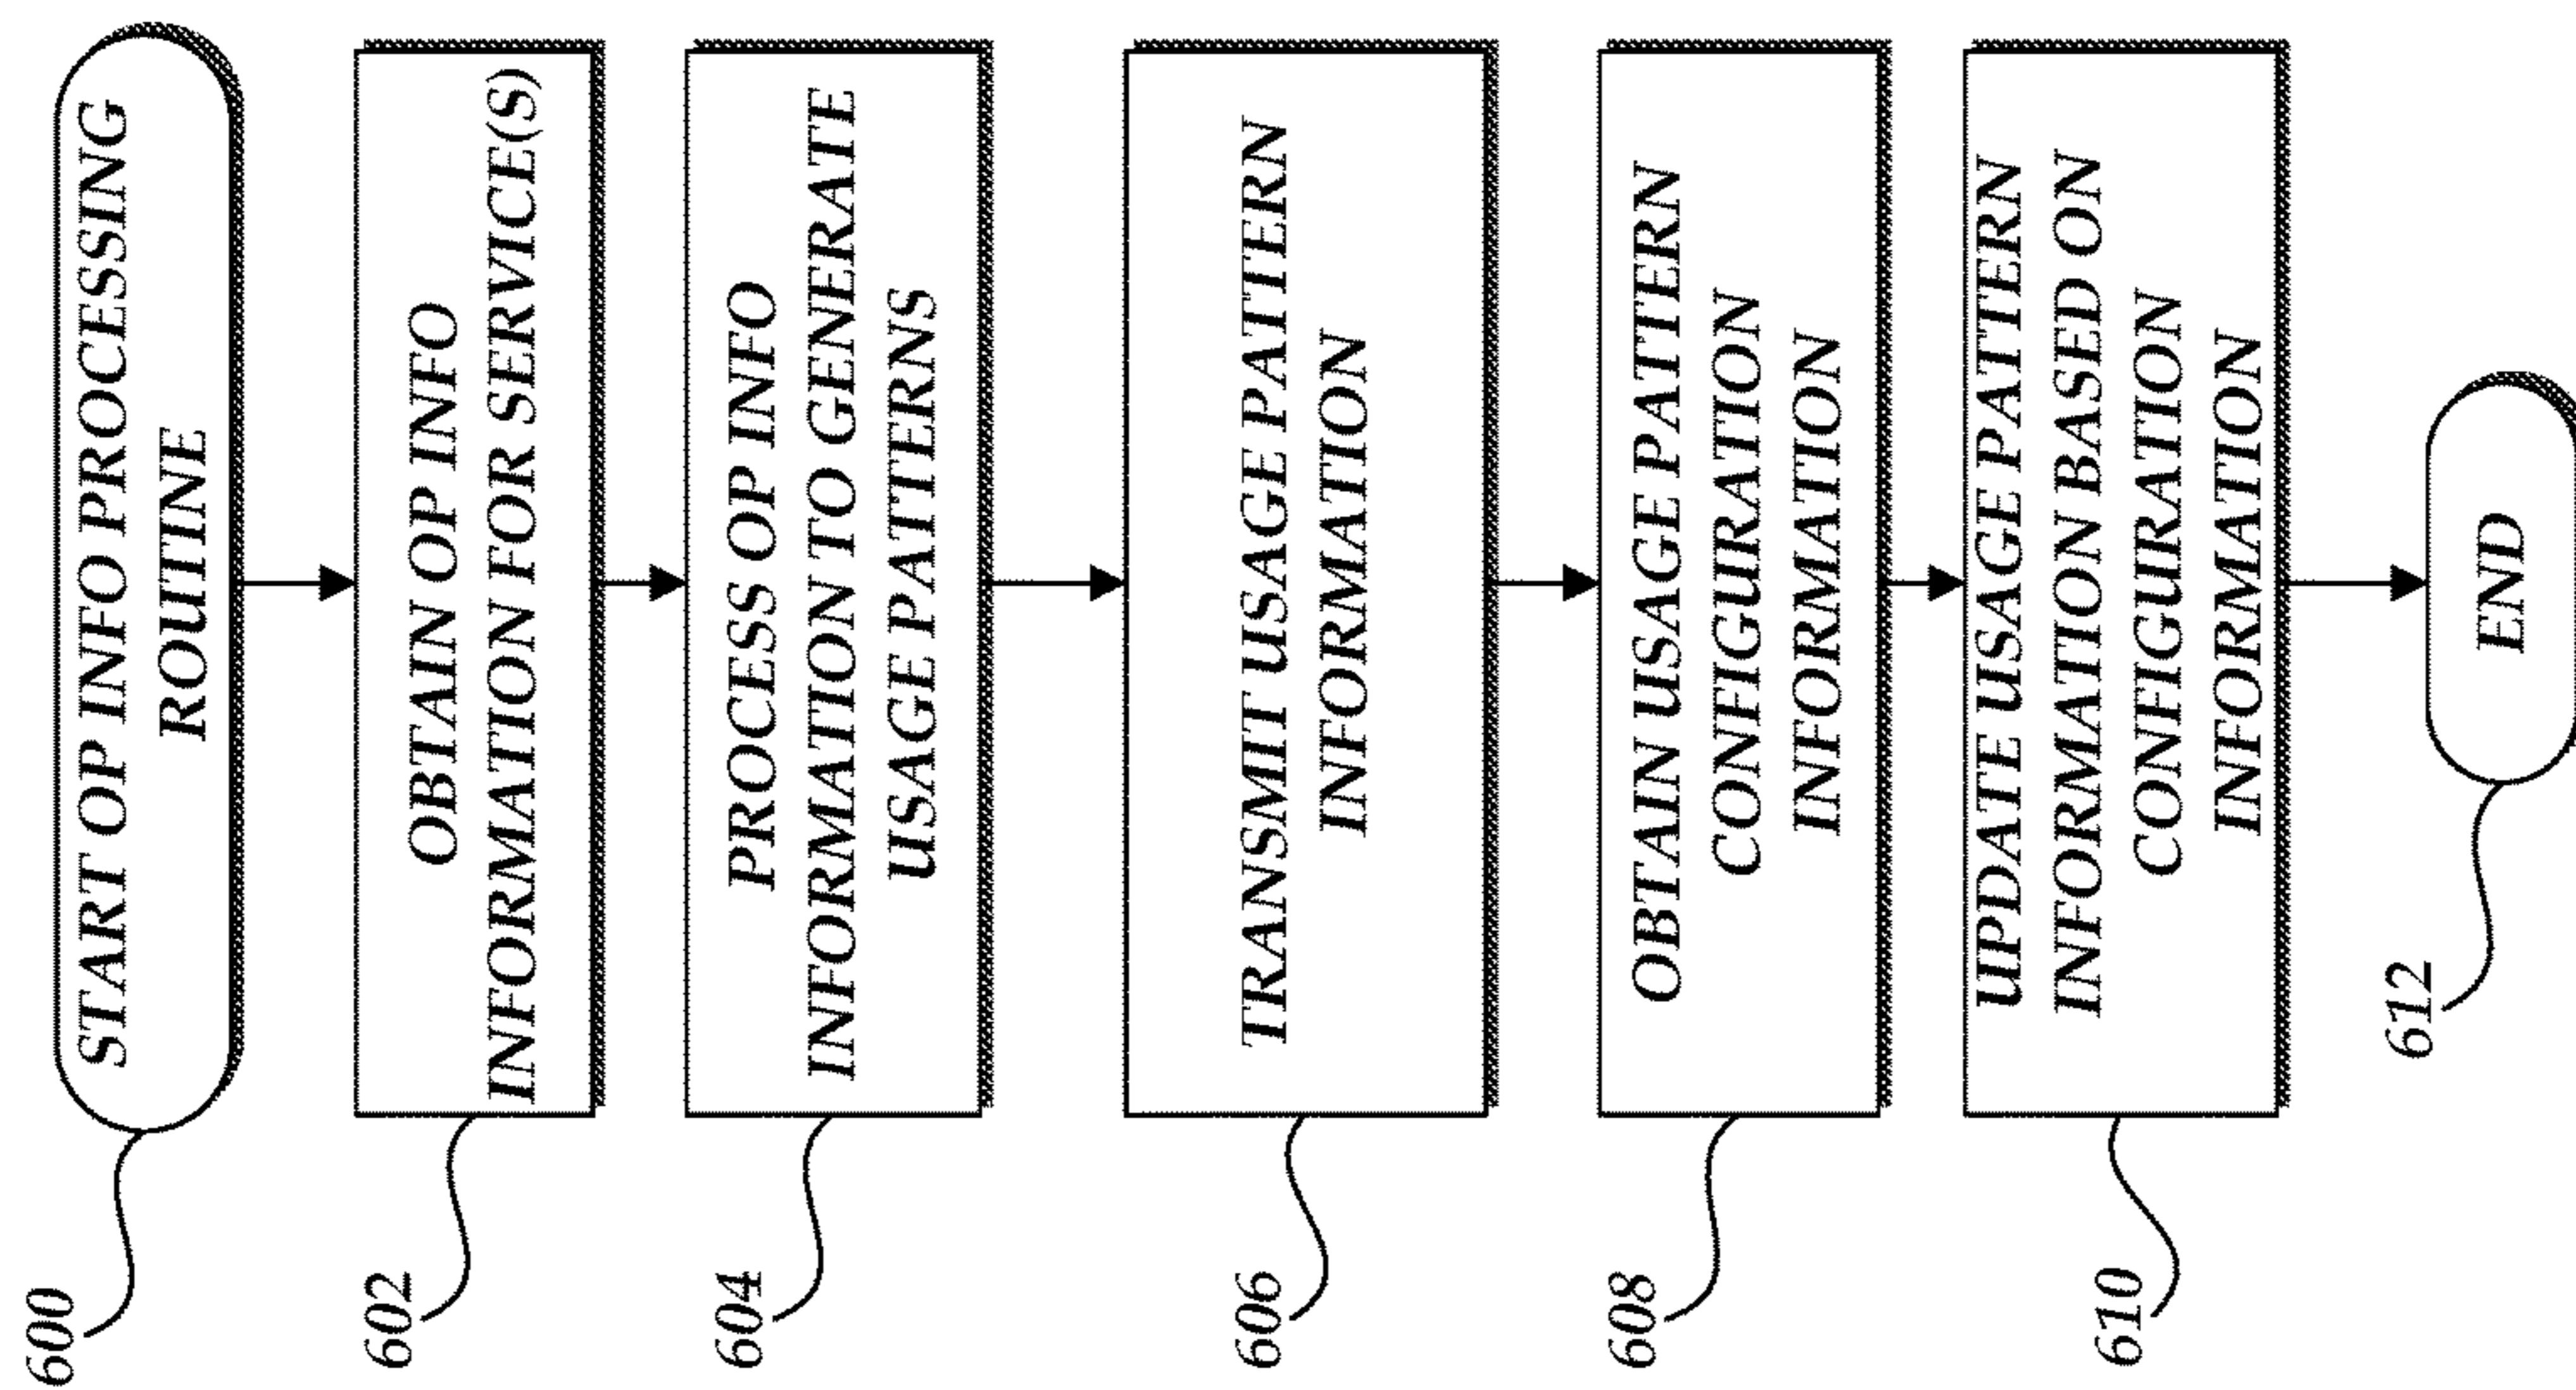 600
START OP INFO PROCESSING
ROUTINE
602
OBTAIN OP INFO
INFORMATION FOR SERVICE(S)
604
PROCESS OP INFO
INFORMATION TO GENERATE
USAGE PATTERNS
606
TRANSMIT USAGE PATTERN
INFORMATION
608
OBTAIN USAGE PATTERN
CONFIGURATION
INFORMATION
610
UPDATE USAGE PATTERN
INFORMATION BASED ON
CONFIGURATION
INFORMATION
612
END